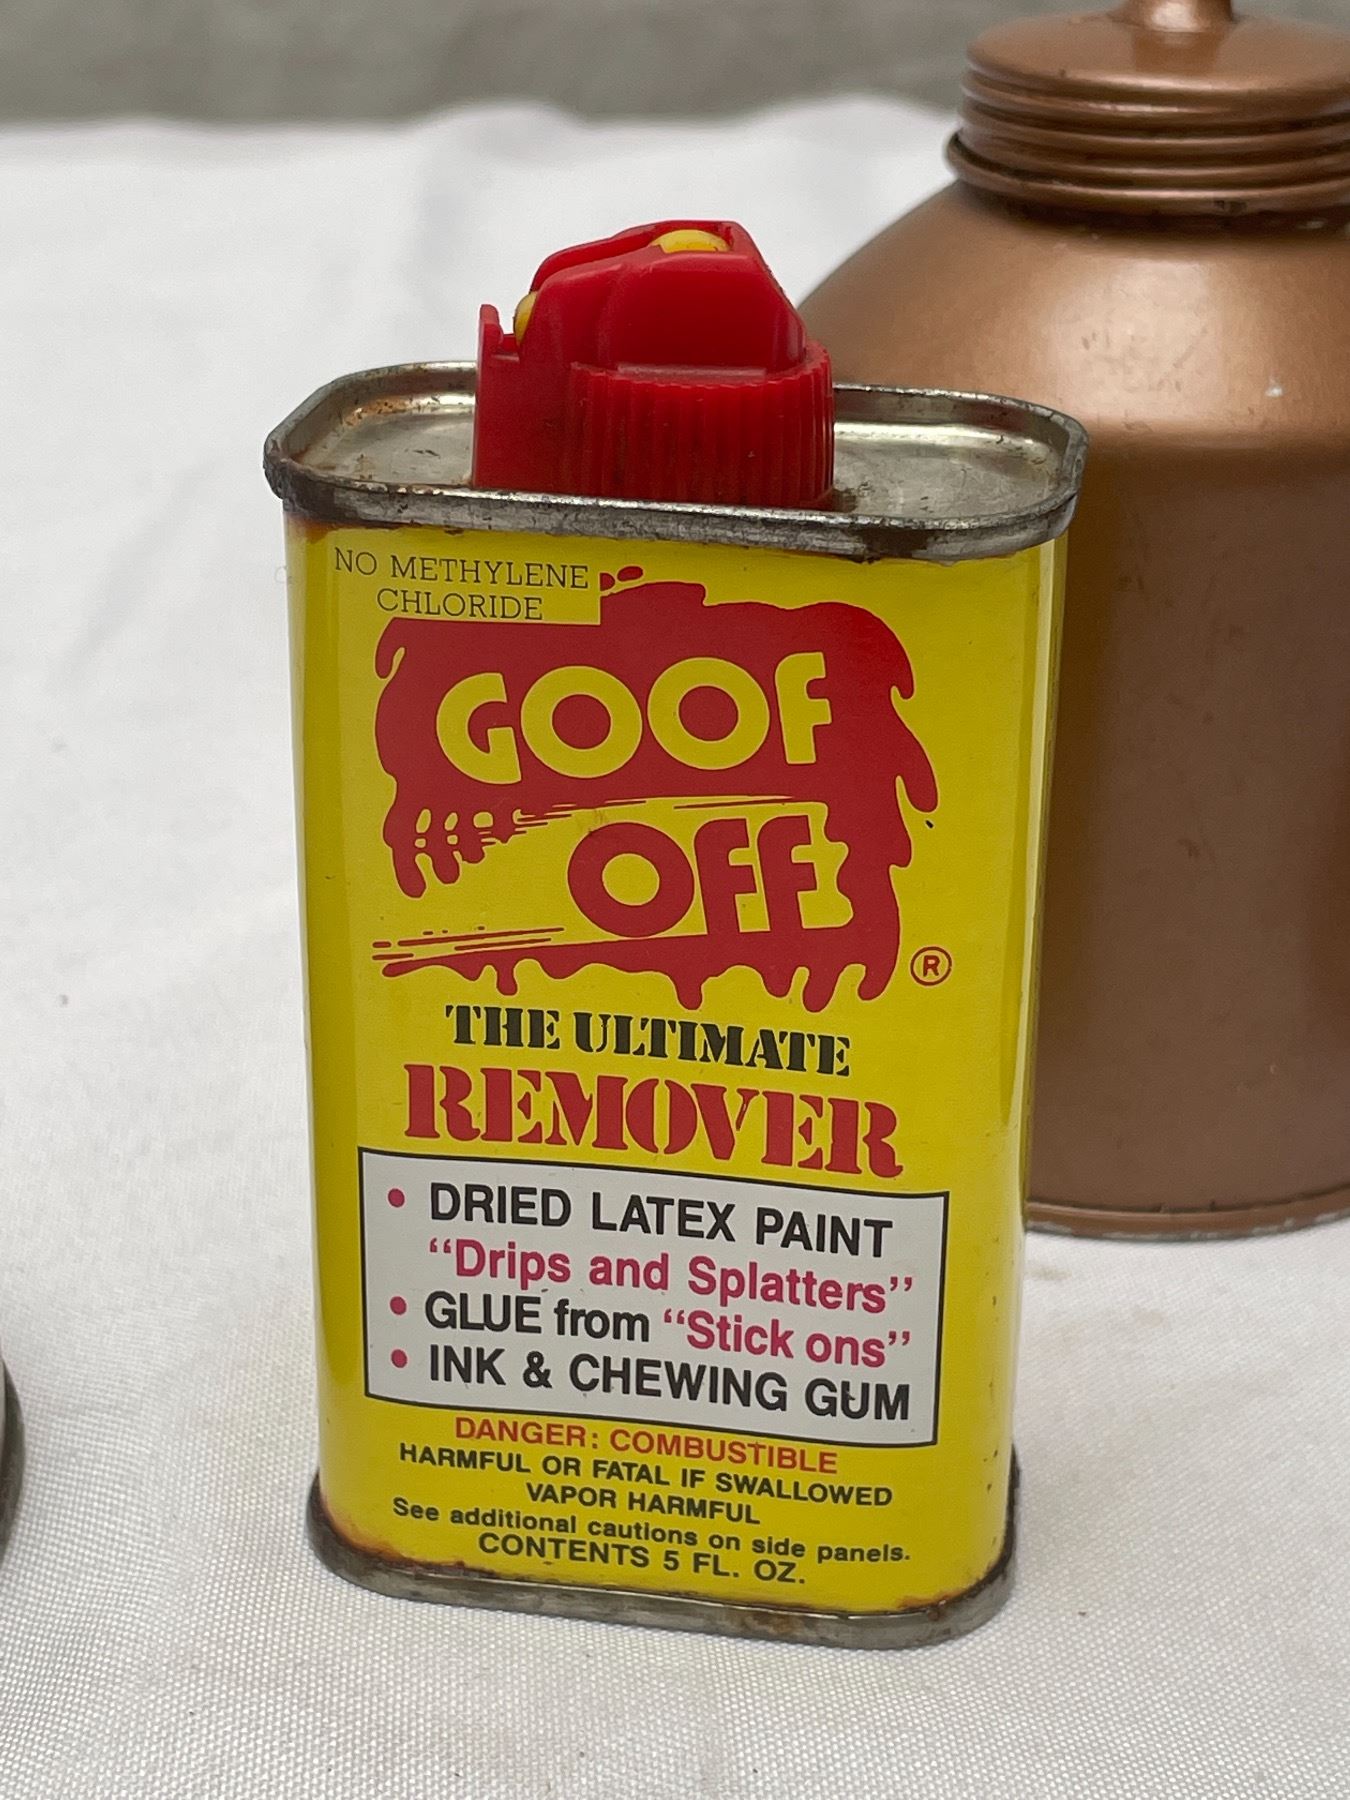 NO METHYLENE
CHLORIDE
GOOF
OFF
®
THE ULTIMATE
REMOVER
• DRIED LATEX PAINT
“Drips and Splatters”
• GLUE from “Stick ons”
• INK & CHEWING GUM
DANGER: COMBUSTIBLE
HARMFUL OR FATAL IF SWALLOWED
VAPOR HARMFUL
See additional cautions on side panels.
CONTENTS 5 FL. OZ.